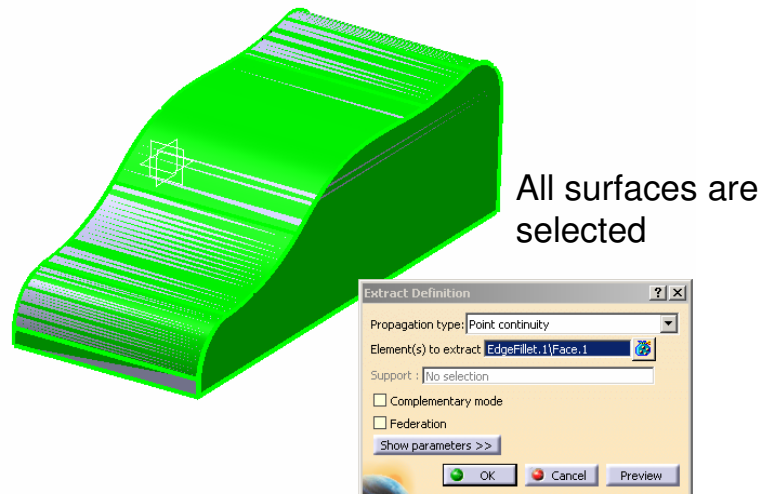 All surfaces are
selected
Extract Definition
Propagation type: Point continuity
Element(s) to extract EdgeFillet.1\Face.1
Support : No selection
Complementary mode
Federation
Show parameters >>
OK Cancel Preview